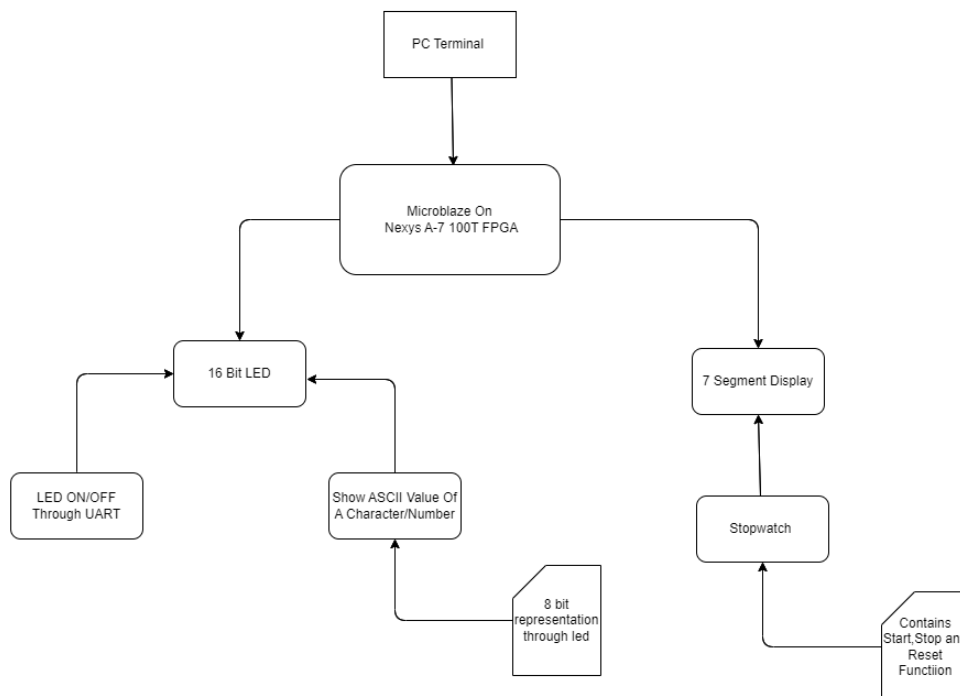 PC Terminal
Microblaze On
Nexys A-7 100T FPGA
16 Bit LED
7 Segment Display
LED ON/OFF
Through UART
Show ASCII Value Of
A Character/Number
Stopwatch
8 bit
representation
through led
Contains
Start,Stop an
Reset
Functiion